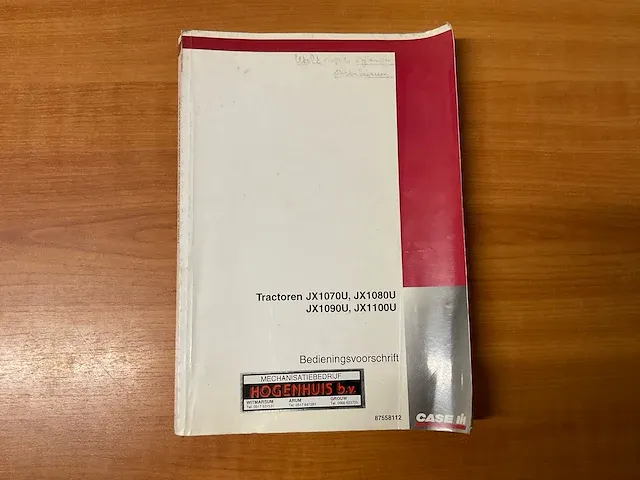 Tractoren JX1070U, JX1080U
JX1090U, JX1100U
Bedieningsvoorschrift
MECHANISATIEBEDRIJF
HOGENHUIS b.v.
WITMARSUM ARUM GROUW
87558112
CASE IH